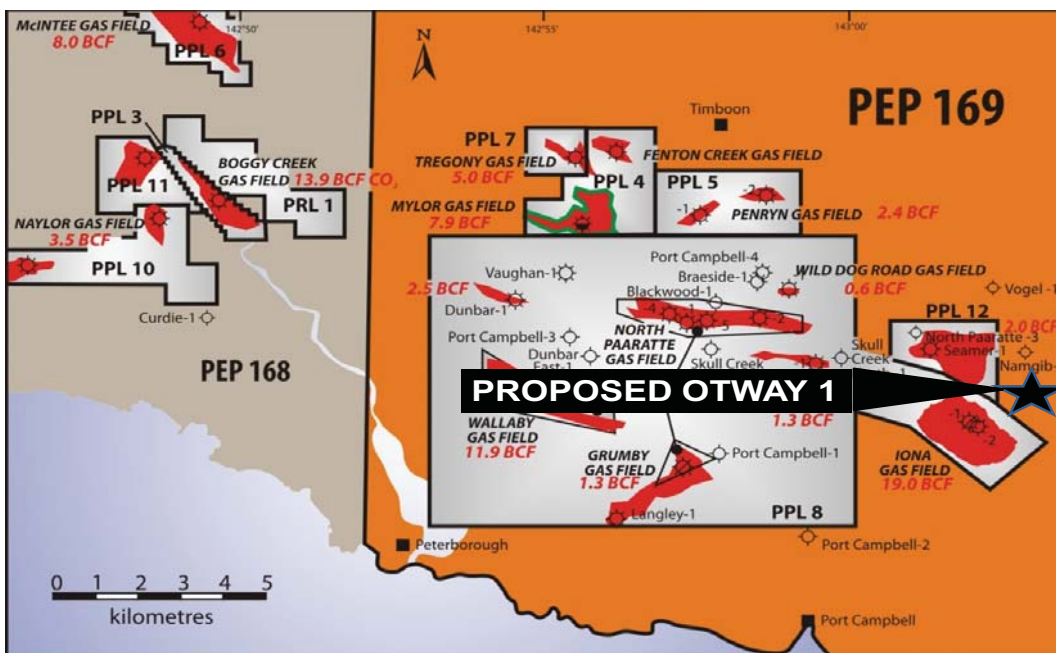 McINTEE GAS FIELD
8.0 BCF
PPL 6
142°50'
142°55'
143°00'
N
PEP 169
Timboon
PPL 3
BOGGY CREEK
GAS FIELD 13.9 BCF CO2
PPL 11
PRL 1
NAYLOR GAS FIELD
3.5 BCF
PPL 10
Curdie-1
PEP 168
PPL 7
TREGONY GAS FIELD
5.0 BCF
FENTON CREEK GAS FIELD
PPL 4
MYLOR GAS FIELD
7.9 BCF
PPL 5
-2
-1
PENRYN GAS FIELD 2.4 BCF
Port Campbell-4
Vaughan-1
Braeside-1
WILD DOG ROAD GAS FIELD
0.6 BCF
Vogel -1
2.5 BCF
Dunbar-1
Blackwood-1
-4
-1
-5
-2
NORTH
PAARATTE
GAS FIELD
Port Campbell-3
Dunbar
East-1
Skull Creek
Skull
Creek
PPL 12
2.0 BCF
North Paaratte -3
Seamer-1
Namgib-
PROPOSED OTWAY 1
WALLABY
GAS FIELD
11.9 BCF
1.3 BCF
GRUMBY
GAS FIELD
1.3 BCF
Port Campbell-1
Langley-1
PPL 8
-1
-2
IONA
GAS FIELD
19.0 BCF
Peterborough
Port Campbell-2
Port Campbell
0 1 2 3 4 5
kilometres